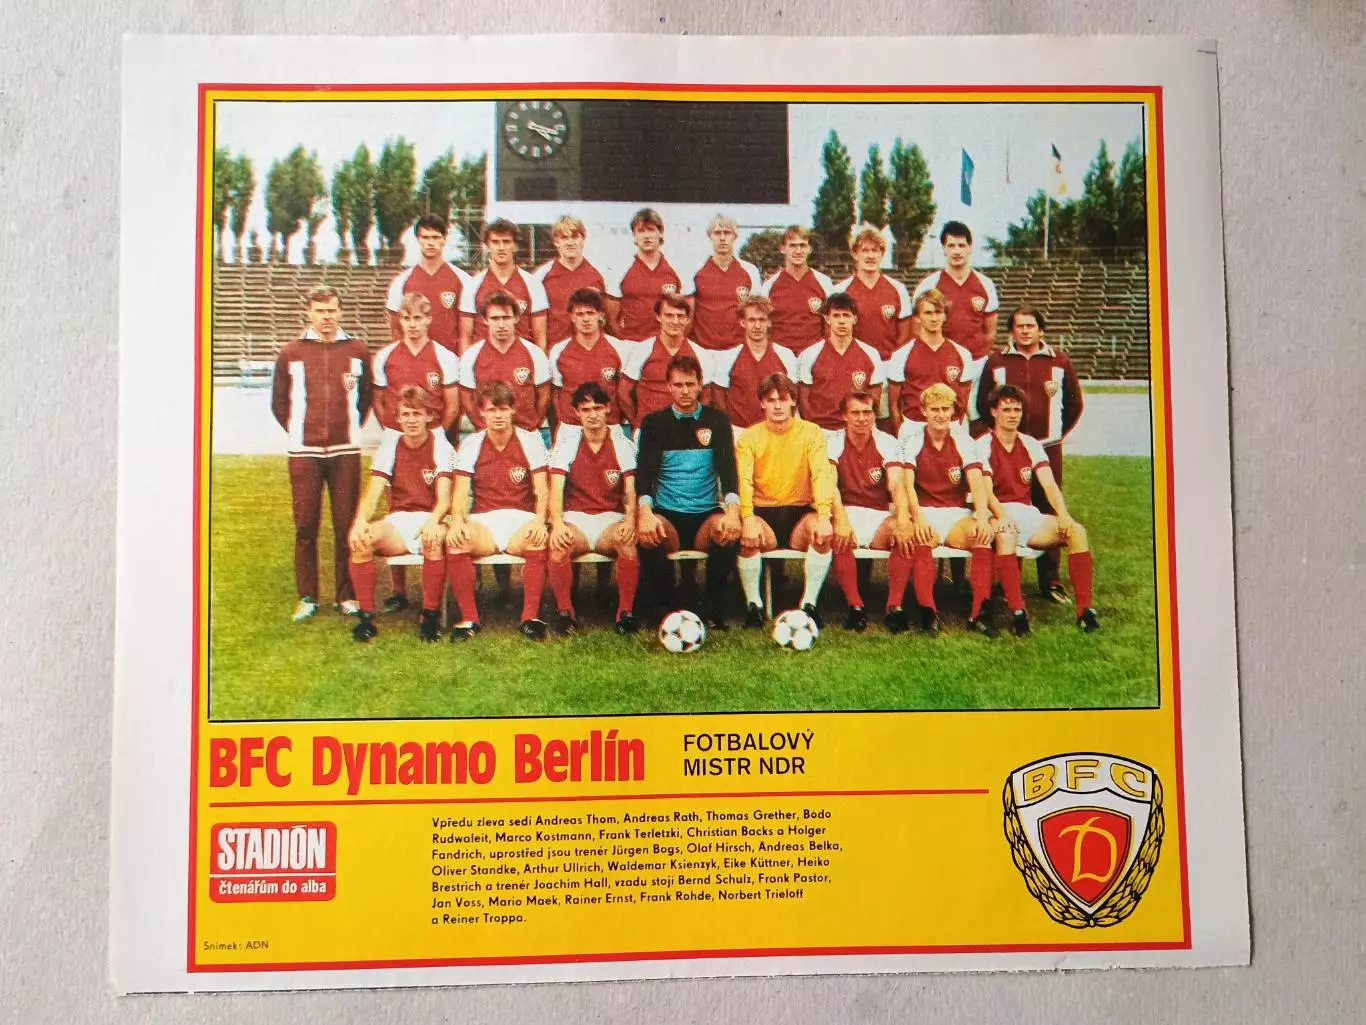 BFC Dynamo Berlín
FOTBALOVÝ
MISTR NDR
STADIÓN
čtenářům do alba
Vpředu zleva sedí Andreas Thom, Andreas Rath, Thomas Grether, Bodo
Rudwaleit, Marco Kostmann, Frank Terletzki, Christian Backs a Holger
Fandrich, uprostřed jsou trenér Jürgen Bogs, Olaf Hirsch, Andreas Belka,
Oliver Standke, Arthur Ullrich, Waldemar Ksienzyk, Eike Küttner, Heiko
Brestrich a trenér Joachim Hall, vzadu stojí Bernd Schulz, Frank Pastor,
Jan Voss, Mario Maek, Rainer Ernst, Frank Rohde, Norbert Trieloff
a Reiner Troppa.
Snímek: ADN
BFC
D